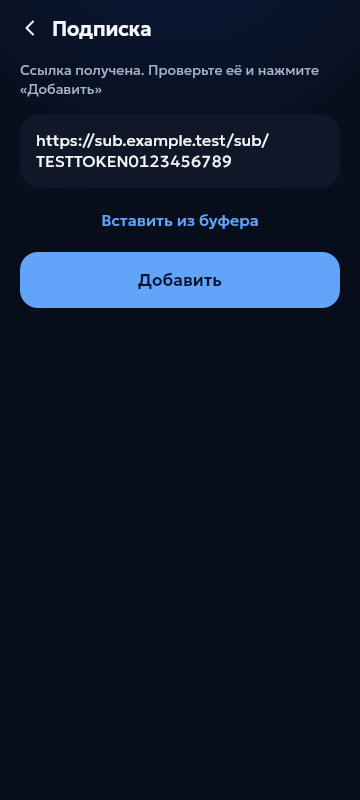 Подписка
Ссылка получена. Проверьте её и нажмите
«Добавить»
https://sub.example.test/sub/
TESTTOKEN0123456789
Вставить из буфера
Добавить